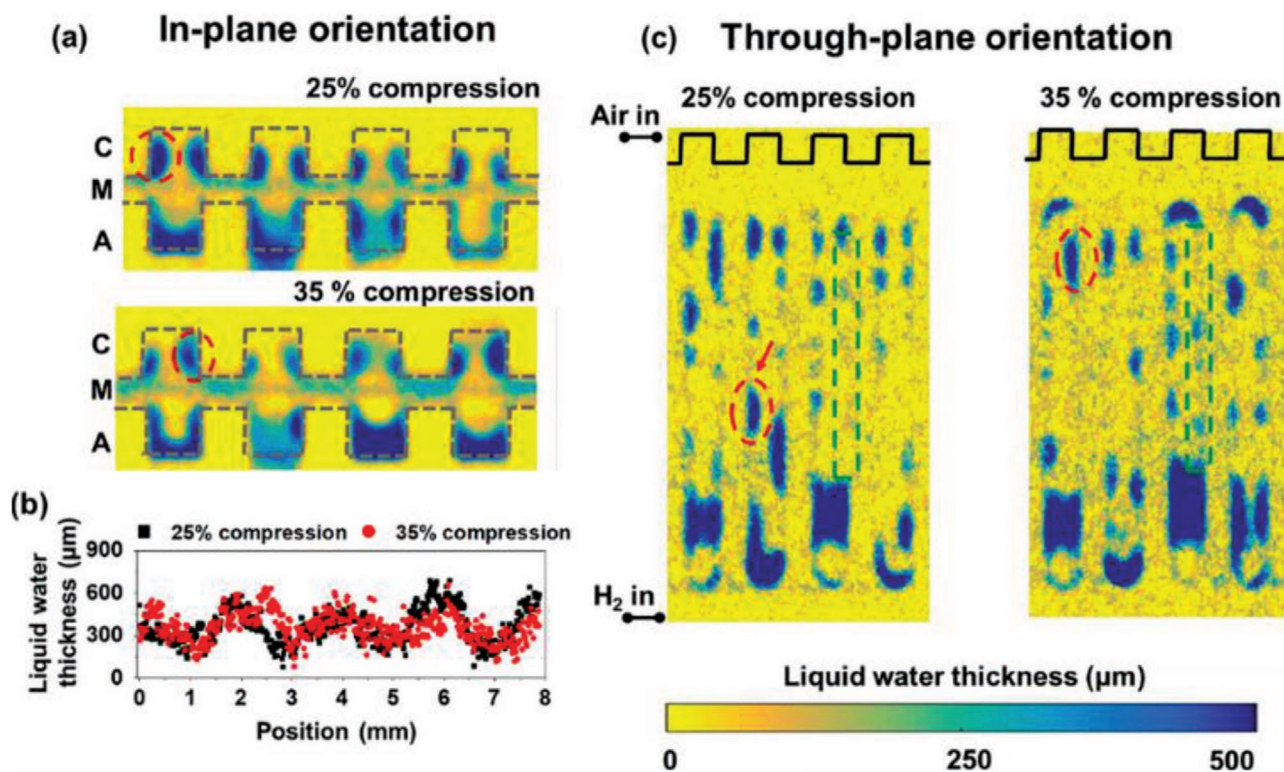 (a) In-plane orientation
25% compression
C
M
A
35 % compression
C
M
A
(b)
25% compression 35% compression
Liquid water
thickness (µm)
900
600
300
0
0 1 2 3 4 5 6 7 8
Position (mm)
(c) Through-plane orientation
25% compression 35 % compression
Air in
H₂ in
Liquid water thickness (µm)
0 250 500